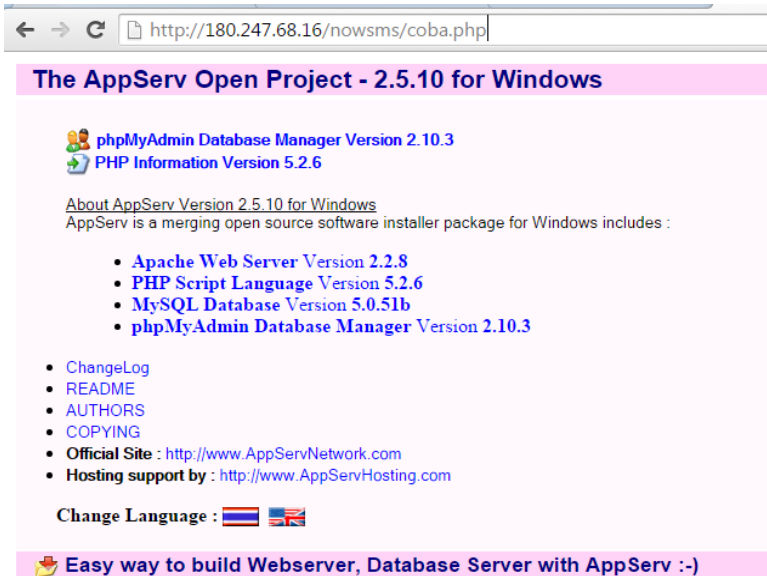 http://180.247.68.16/nowsms/coba.php
The AppServ Open Project - 2.5.10 for Windows
phpMyAdmin Database Manager Version 2.10.3
PHP Information Version 5.2.6
About AppServ Version 2.5.10 for Windows
AppServ is a merging open source software installer package for Windows includes :
Apache Web Server Version 2.2.8
PHP Script Language Version 5.2.6
MySQL Database Version 5.0.51b
phpMyAdmin Database Manager Version 2.10.3
ChangeLog
README
AUTHORS
COPYING
Official Site : http://www.AppServNetwork.com
Hosting support by : http://www.AppServHosting.com
Change Language :
Easy way to build Webserver, Database Server with AppServ :-)